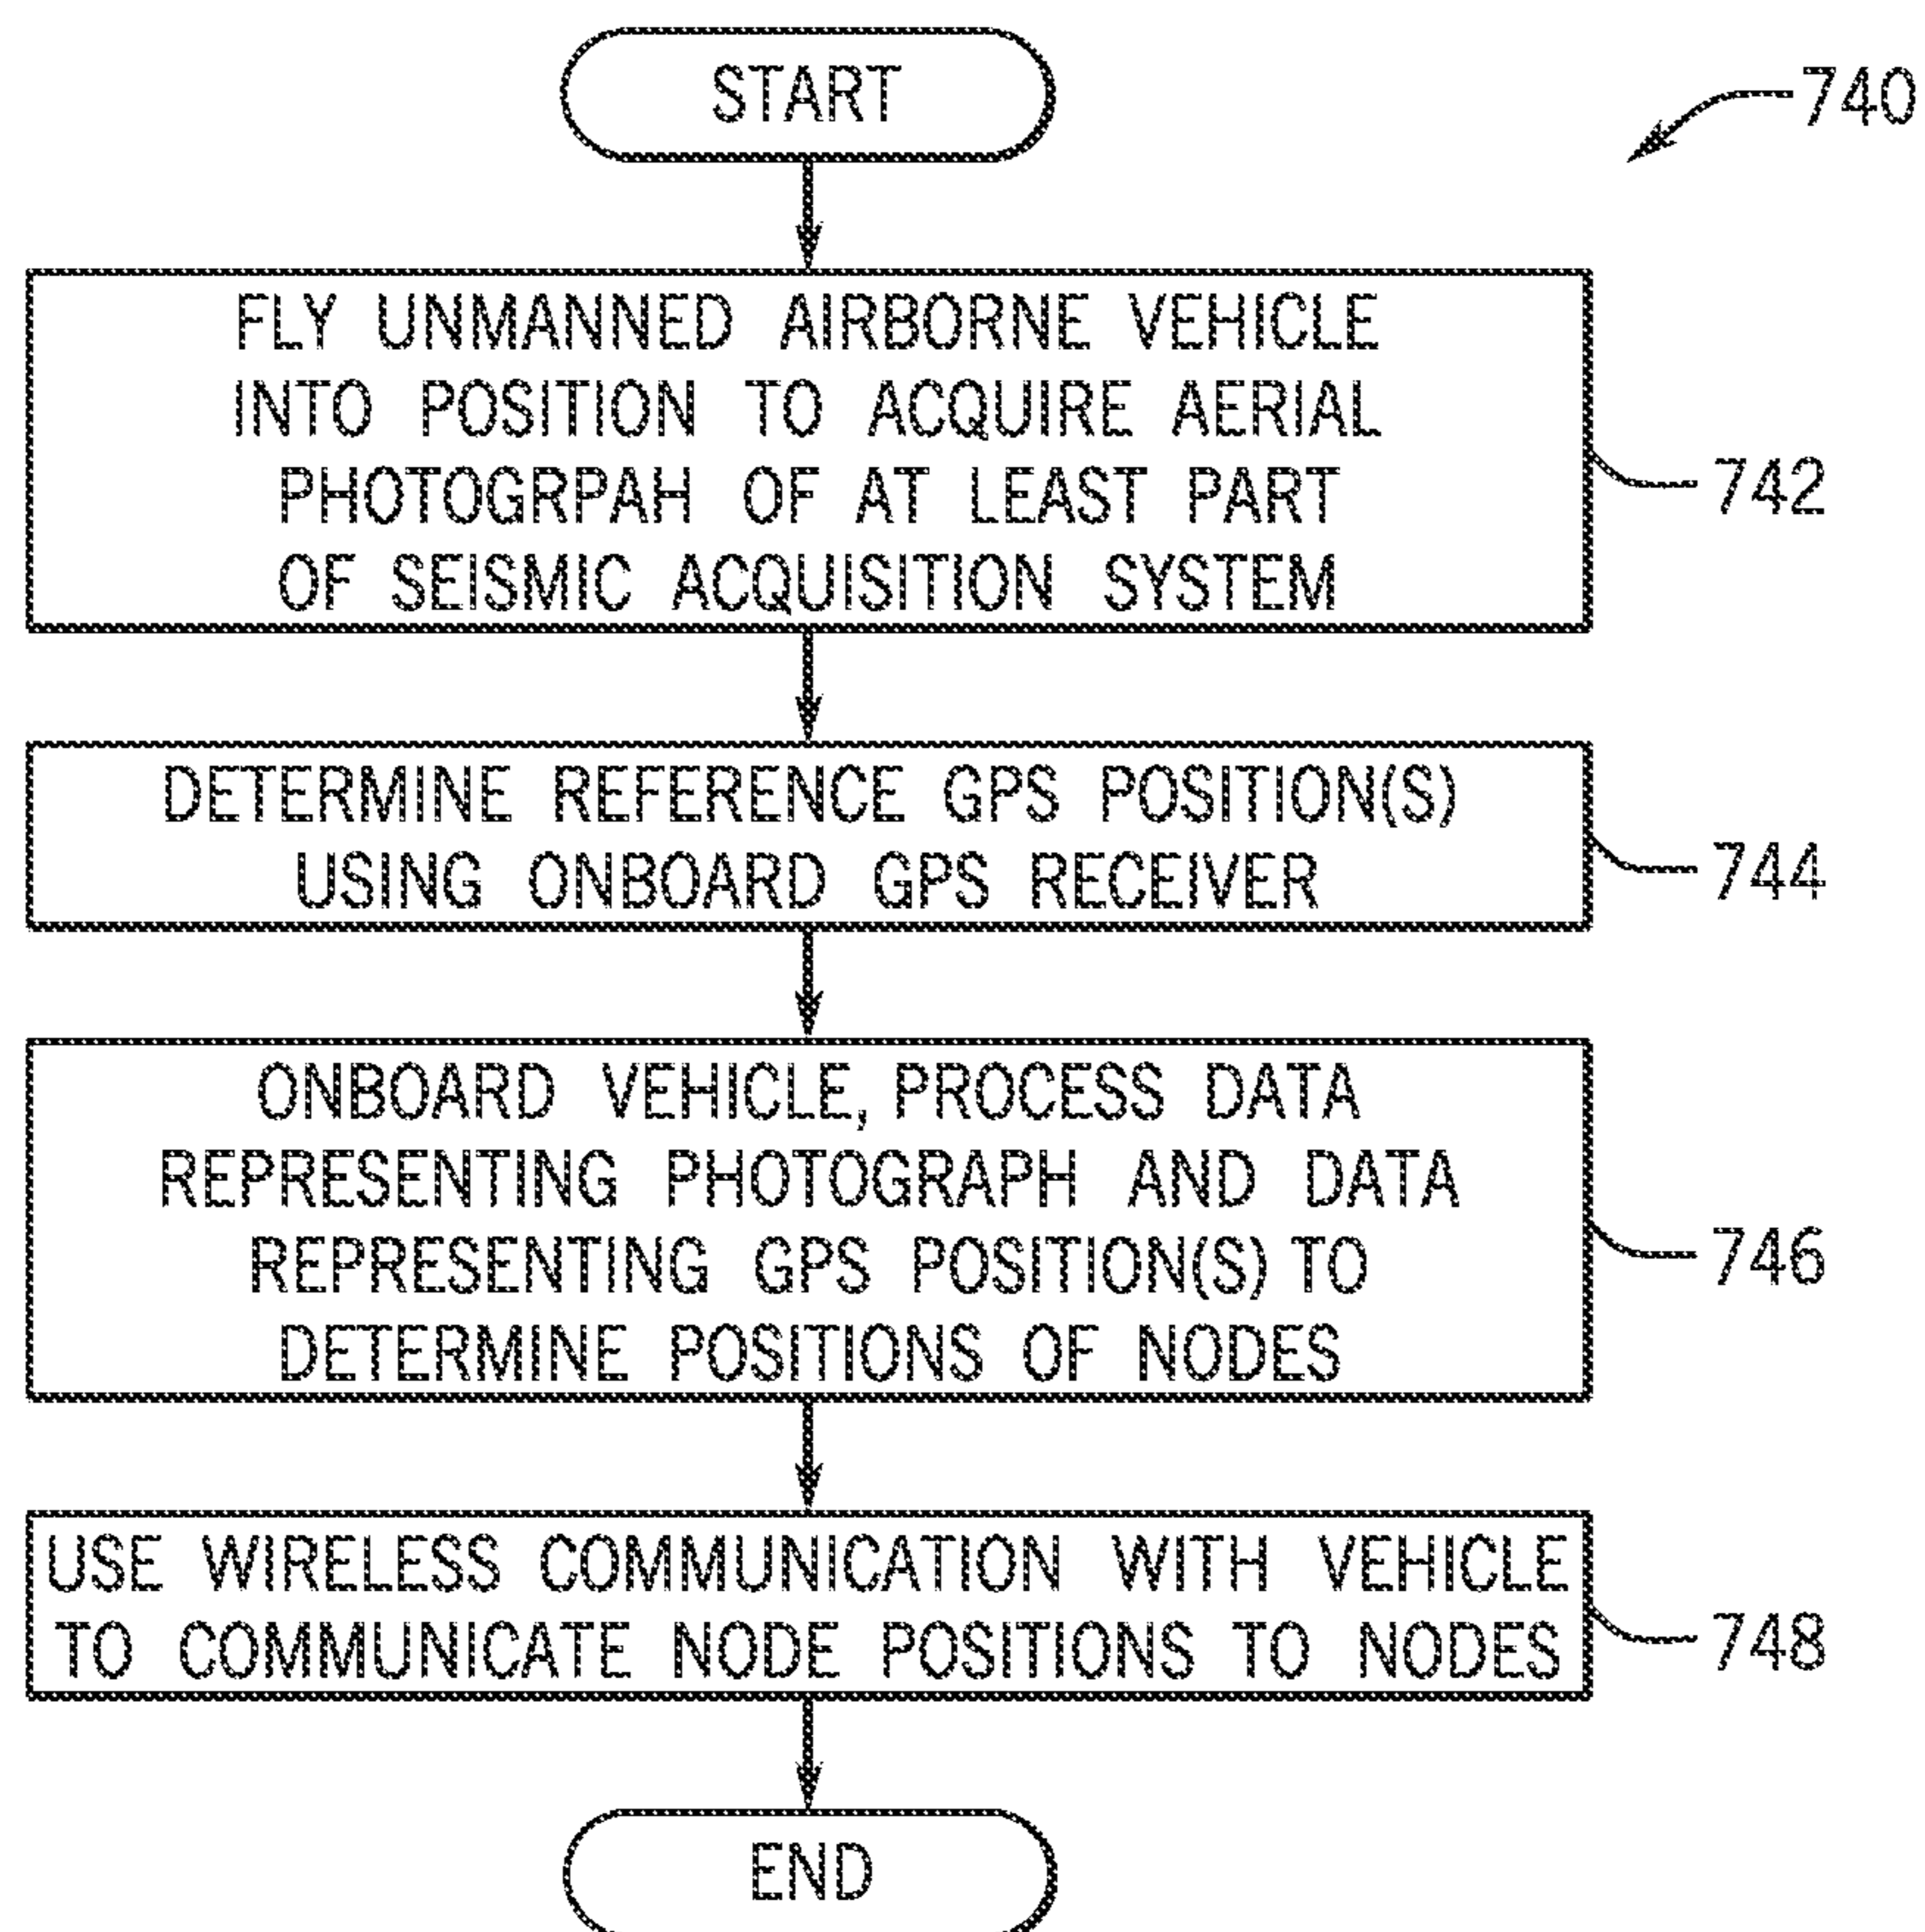 START
740
FLY UNMANNED AIRBORNE VEHICLE
INTO POSITION TO ACQUIRE AERIAL
PHOTOGRPAH OF AT LEAST PART
OF SEISMIC ACQUISITION SYSTEM
742
DETERMINE REFERENCE GPS POSITION(S)
USING ONBOARD GPS RECEIVER
744
ONBOARD VEHICLE, PROCESS DATA
REPRESENTING PHOTOGRAPH AND DATA
REPRESENTING GPS POSITION(S) TO
DETERMINE POSITIONS OF NODES
746
USE WIRELESS COMMUNICATION WITH VEHICLE
TO COMMUNICATE NODE POSITIONS TO NODES
748
END